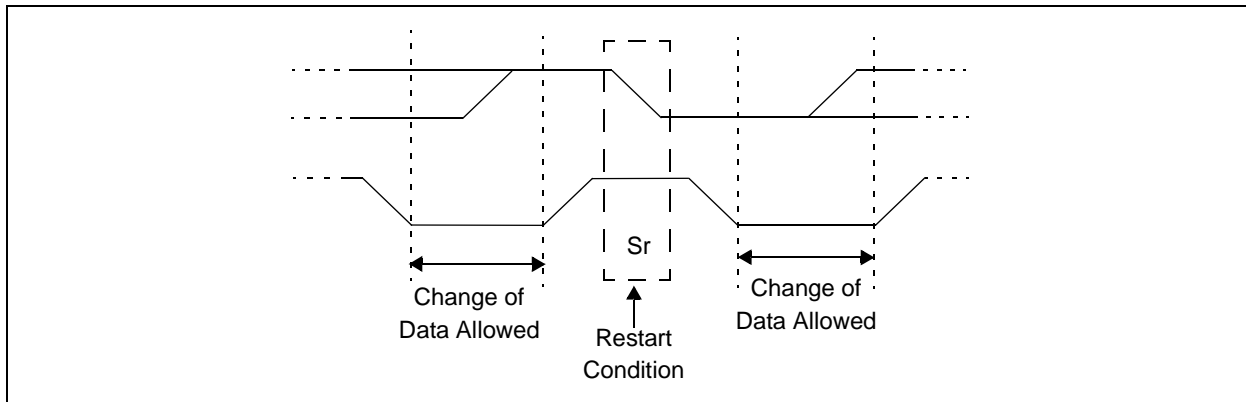 Sr
Change of
Data Allowed
Restart
Condition
Change of
Data Allowed